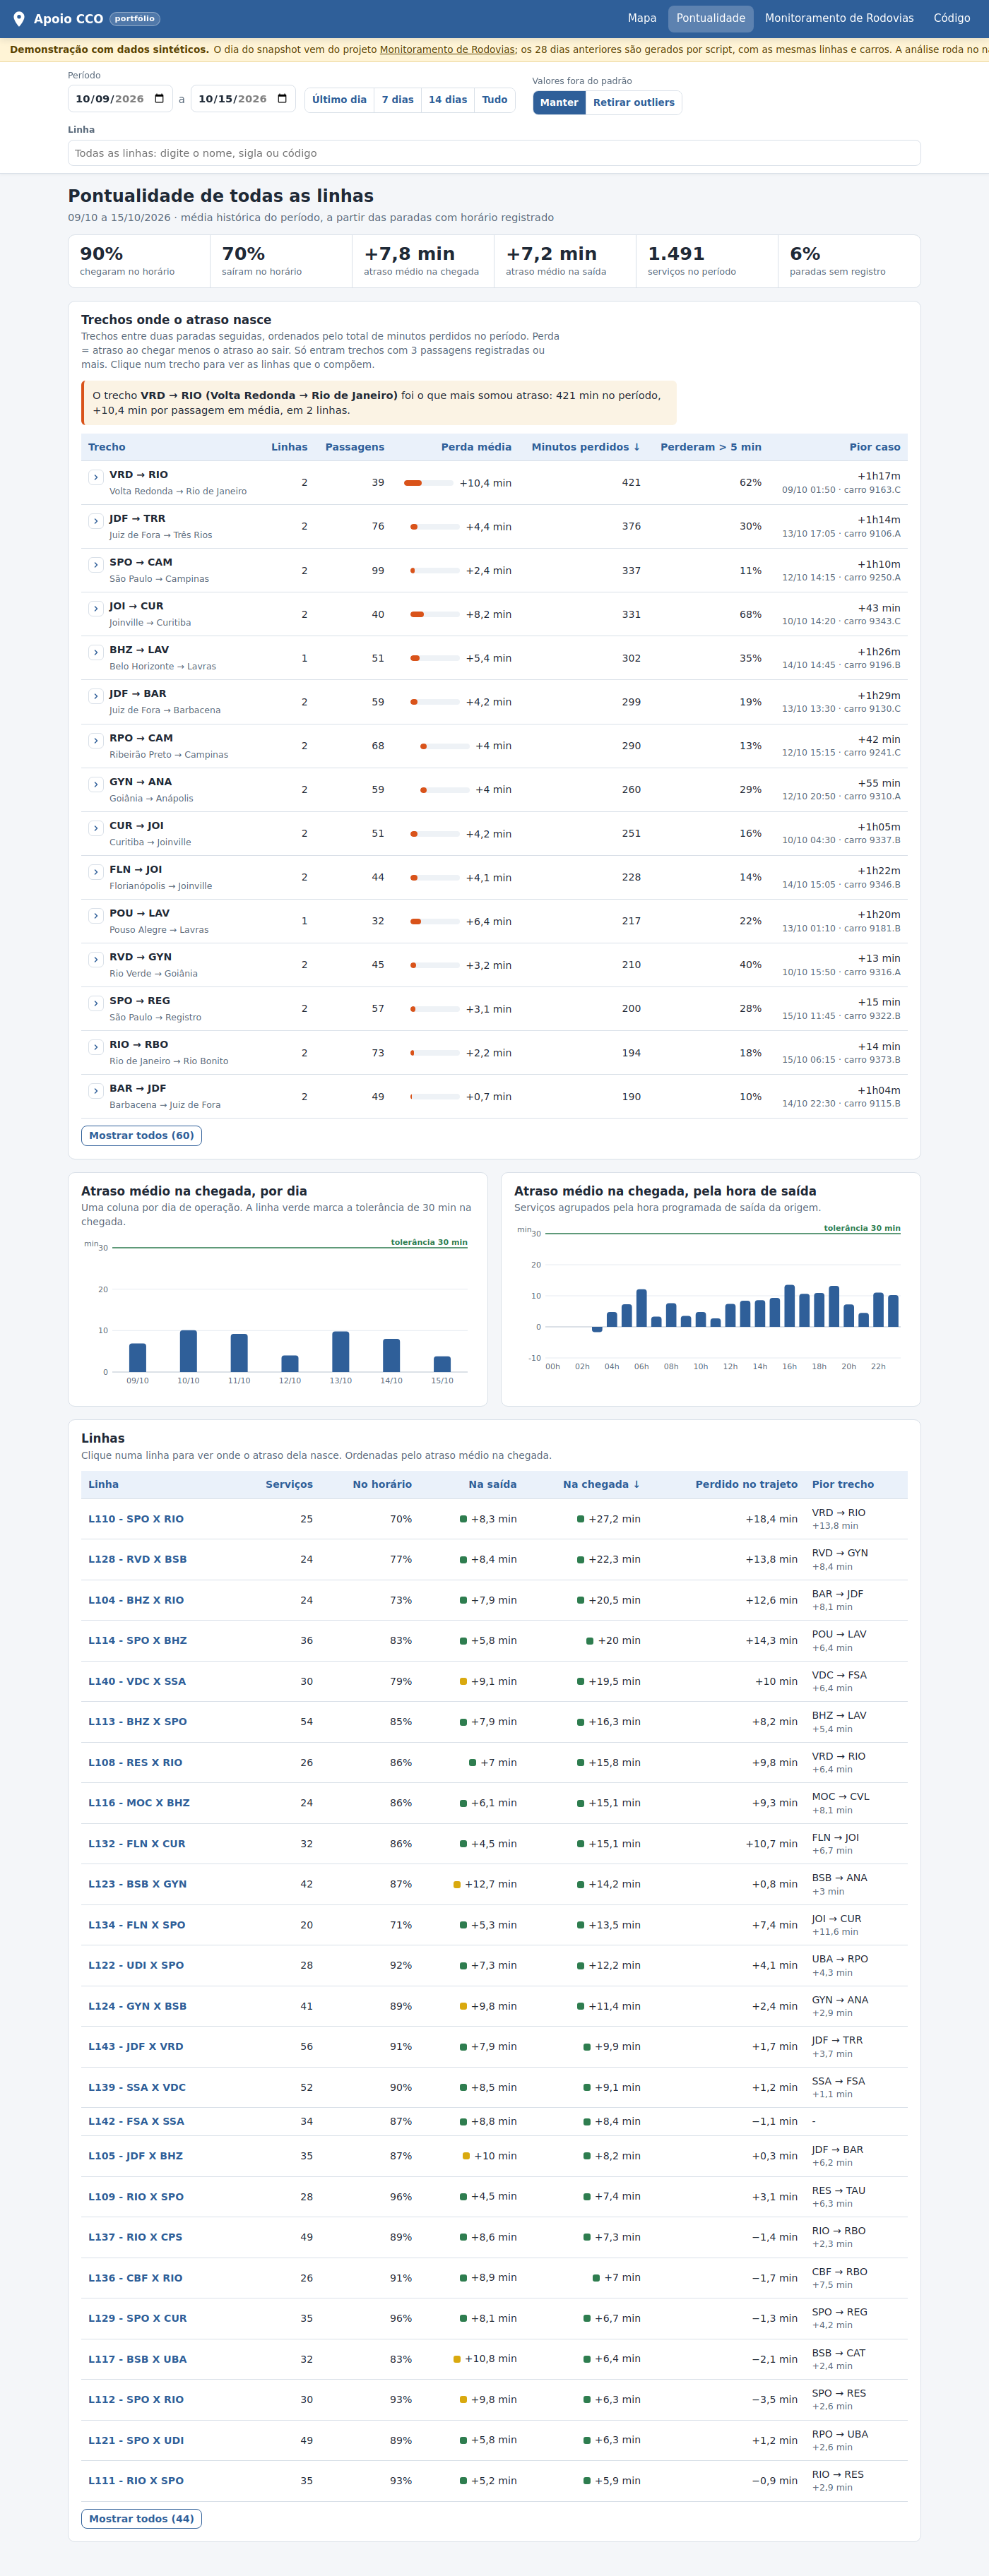 Apoio CCO portfólio Mapa Pontualidade Monitoramento de Rodovias Código
Demonstração com dados sintéticos. O dia do snapshot vem do projeto Monitoramento de Rodovias; os 28 dias anteriores são gerados por script, com as mesmas linhas e carros. A análise roda no n
Período
10/09/2026 a 10/15/2026 Último dia 7 dias 14 dias Tudo
Valores fora do padrão
Manter Retirar outliers
Linha
Todas as linhas: digite o nome, sigla ou código
Pontualidade de todas as linhas
09/10 a 15/10/2026 · média histórica do período, a partir das paradas com horário registrado
90% 70% +7,8 min +7,2 min 1.491 6%
chegaram no horário saíram no horário atraso médio na chegada atraso médio na saída serviços no período paradas sem registro
Trechos onde o atraso nasce
Trechos entre duas paradas seguidas, ordenados pelo total de minutos perdidos no período. Perda
= atraso ao chegar menos o atraso ao sair. Só entram trechos com 3 passagens registradas ou
mais. Clique num trecho para ver as linhas que o compõem.
O trecho VRD → RIO (Volta Redonda → Rio de Janeiro) foi o que mais somou atraso: 421 min no período,
+10,4 min por passagem em média, em 2 linhas.
Trecho Linhas Passagens Perda média Minutos perdidos ↓ Perderam > 5 min Pior caso
VRD → RIO 2 39 +10,4 min 421 62% +1h17m
Volta Redonda → Rio de Janeiro 09/10 01:50 · carro 9163.C
JDF → TRR 2 76 +4,4 min 376 30% +1h14m
Juiz de Fora → Três Rios 13/10 17:05 · carro 9106.A
SPO → CAM 2 99 +2,4 min 337 11% +1h10m
São Paulo → Campinas 12/10 14:15 · carro 9250.A
JOI → CUR 2 40 +8,2 min 331 68% +43 min
Joinville → Curitiba 10/10 14:20 · carro 9343.C
BHZ → LAV 1 51 +5,4 min 302 35% +1h26m
Belo Horizonte → Lavras 14/10 14:45 · carro 9196.B
JDF → BAR 2 59 +4,2 min 299 19% +1h29m
Juiz de Fora → Barbacena 13/10 13:30 · carro 9130.C
RPO → CAM 2 68 +4 min 290 13% +42 min
Ribeirão Preto → Campinas 12/10 15:15 · carro 9241.C
GYN → ANA 2 59 +4 min 260 29% +55 min
Goiânia → Anápolis 12/10 20:50 · carro 9310.A
CUR → JOI 2 51 +4,2 min 251 16% +1h05m
Curitiba → Joinville 10/10 04:30 · carro 9337.B
FLN → JOI 2 44 +4,1 min 228 14% +1h22m
Florianópolis → Joinville 14/10 15:05 · carro 9346.B
POU → LAV 1 32 +6,4 min 217 22% +1h20m
Pouso Alegre → Lavras 13/10 01:10 · carro 9181.B
RVD → GYN 2 45 +3,2 min 210 40% +13 min
Rio Verde → Goiânia 10/10 15:50 · carro 9316.A
SPO → REG 2 57 +3,1 min 200 28% +15 min
São Paulo → Registro 15/10 11:45 · carro 9322.B
RIO → RBO 2 73 +2,2 min 194 18% +14 min
Rio de Janeiro → Rio Bonito 15/10 06:15 · carro 9373.B
BAR → JDF 2 49 +0,7 min 190 10% +1h04m
Barbacena → Juiz de Fora 14/10 22:30 · carro 9115.B
Mostrar todos (60)
Atraso médio na chegada, por dia
Uma coluna por dia de operação. A linha verde marca a tolerância de 30 min na
chegada.
min tolerância 30 min
30
20
10
0
09/10 10/10 11/10 12/10 13/10 14/10 15/10
Atraso médio na chegada, pela hora de saída
Serviços agrupados pela hora programada de saída da origem.
min tolerância 30 min
30
20
10
0
-10
00h 02h 04h 06h 08h 10h 12h 14h 16h 18h 20h 22h
Linhas
Clique numa linha para ver onde o atraso dela nasce. Ordenadas pelo atraso médio na chegada.
Linha Serviços No horário Na saída Na chegada ↓ Perdido no trajeto Pior trecho
L110 - SPO X RIO 25 70% +8,3 min +27,2 min +18,4 min VRD → RIO
+13,8 min
L128 - RVD X BSB 24 77% +8,4 min +22,3 min +13,8 min RVD → GYN
+8,4 min
L104 - BHZ X RIO 24 73% +7,9 min +20,5 min +12,6 min BAR → JDF
+8,1 min
L114 - SPO X BHZ 36 83% +5,8 min +20 min +14,3 min POU → LAV
+6,4 min
L140 - VDC X SSA 30 79% +9,1 min +19,5 min +10 min VDC → FSA
+6,4 min
L113 - BHZ X SPO 54 85% +7,9 min +16,3 min +8,2 min BHZ → LAV
+5,4 min
L108 - RES X RIO 26 86% +7 min +15,8 min +9,8 min VRD → RIO
+6,4 min
L116 - MOC X BHZ 24 86% +6,1 min +15,1 min +9,3 min MOC → CVL
+8,1 min
L132 - FLN X CUR 32 86% +4,5 min +15,1 min +10,7 min FLN → JOI
+6,7 min
L123 - BSB X GYN 42 87% +12,7 min +14,2 min +0,8 min BSB → ANA
+3 min
L134 - FLN X SPO 20 71% +5,3 min +13,5 min +7,4 min JOI → CUR
+11,6 min
L122 - UDI X SPO 28 92% +7,3 min +12,2 min +4,1 min UBA → RPO
+4,3 min
L124 - GYN X BSB 41 89% +9,8 min +11,4 min +2,4 min GYN → ANA
+2,9 min
L143 - JDF X VRD 56 91% +7,9 min +9,9 min +1,7 min JDF → TRR
+3,7 min
L139 - SSA X VDC 52 90% +8,5 min +9,1 min +1,2 min SSA → FSA
+1,1 min
L142 - FSA X SSA 34 87% +8,8 min +8,4 min −1,1 min -
L105 - JDF X BHZ 35 87% +10 min +8,2 min +0,3 min JDF → BAR
+6,2 min
L109 - RIO X SPO 28 96% +4,5 min +7,4 min +3,1 min RES → TAU
+6,3 min
L137 - RIO X CPS 49 89% +8,6 min +7,3 min −1,4 min RIO → RBO
+2,3 min
L136 - CBF X RIO 26 91% +8,9 min +7 min −1,7 min CBF → RBO
+7,5 min
L129 - SPO X CUR 35 96% +8,1 min +6,7 min −1,3 min SPO → REG
+4,2 min
L117 - BSB X UBA 32 83% +10,8 min +6,4 min −2,1 min BSB → CAT
+2,4 min
L112 - SPO X RIO 30 93% +9,8 min +6,3 min −3,5 min SPO → RES
+2,6 min
L121 - SPO X UDI 49 89% +5,8 min +6,3 min +1,2 min RPO → UBA
+2,6 min
L111 - RIO X SPO 35 93% +5,2 min +5,9 min −0,9 min RIO → RES
+2,9 min
Mostrar todos (44)